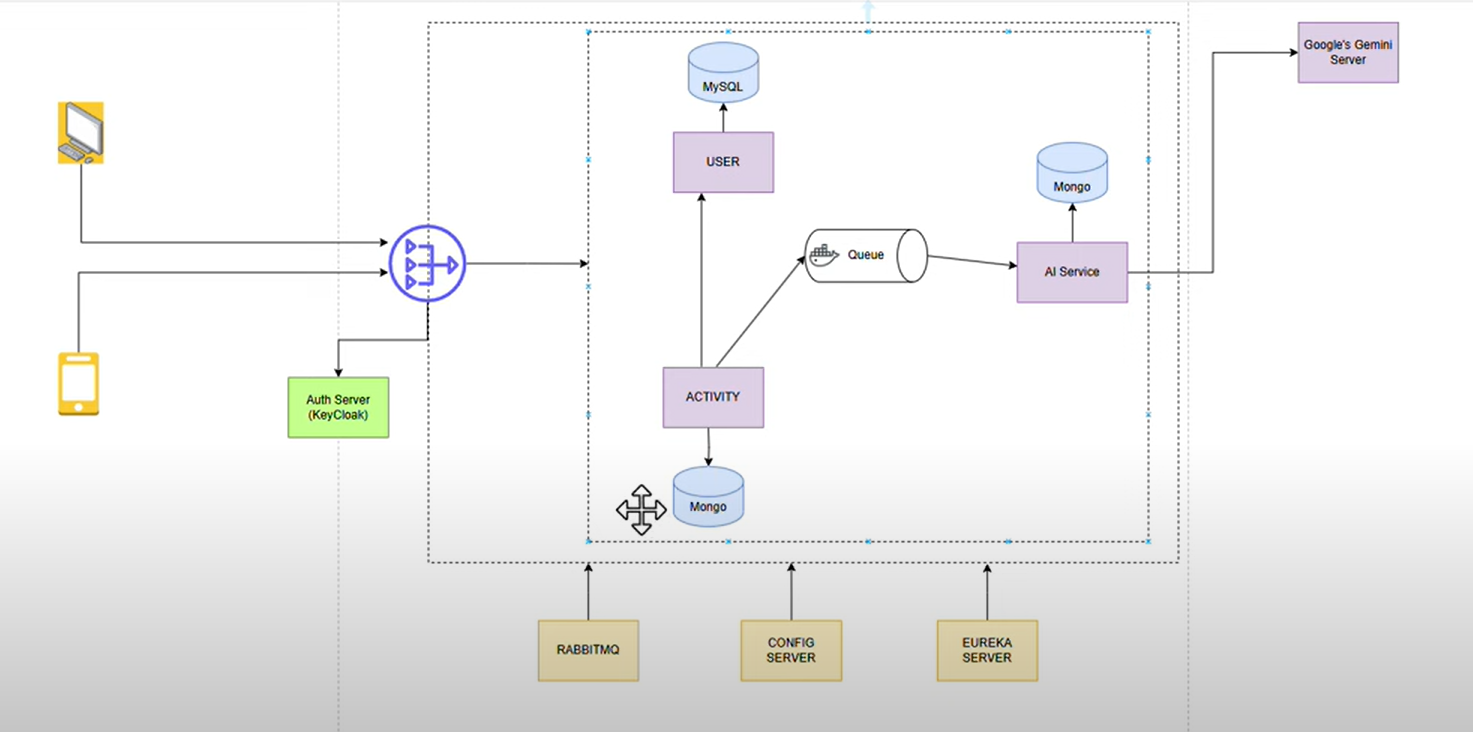 Google's Gemini
Server
MySQL
USER
Mongo
Queue
AI Service
Auth Server
(KeyCloak)
ACTIVITY
Mongo
RABBITMQ
CONFIG
SERVER
EUREKA
SERVER